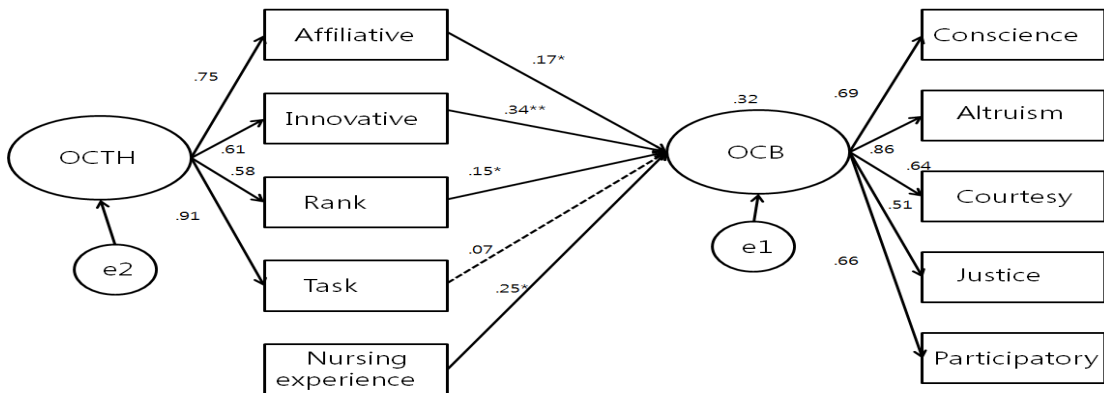 Affiliative
Conscience
.17*
.75
.69
.32
Innovative
.34**
Altruism
OCTH
.61
OCB
.86
.58
.64
Rank
.15*
Courtesy
.91
.51
e2
e1
.07
.66
Task
.25*
Justice
Nursing
experience
Participatory